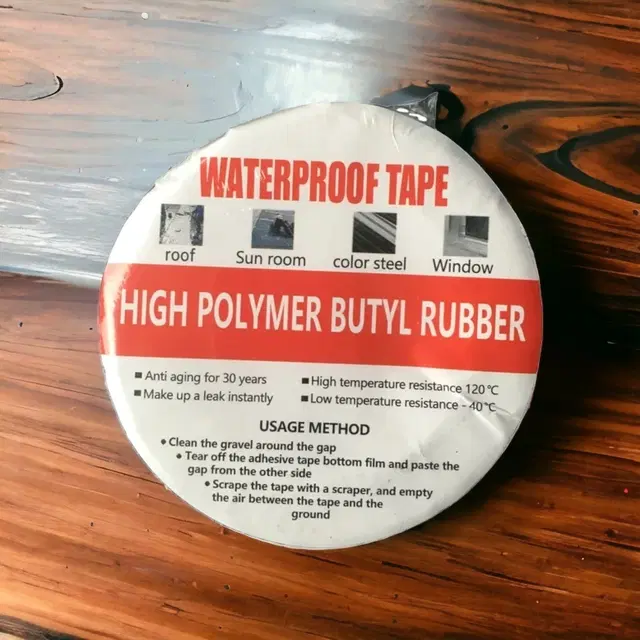 WATERPROOF TAPE
roof Sun room color steel Window
HIGH POLYMER BUTYL RUBBER
■ Anti aging for 30 years ■ High temperature resistance 120℃
■ Make up a leak instantly ■ Low temperature resistance - 40℃
USAGE METHOD
• Clean the gravel around the gap
• Tear off the adhesive tape bottom film and paste the
gap from the other side
• Scrape the tape with a scraper, and empty
the air between the tape and the
ground